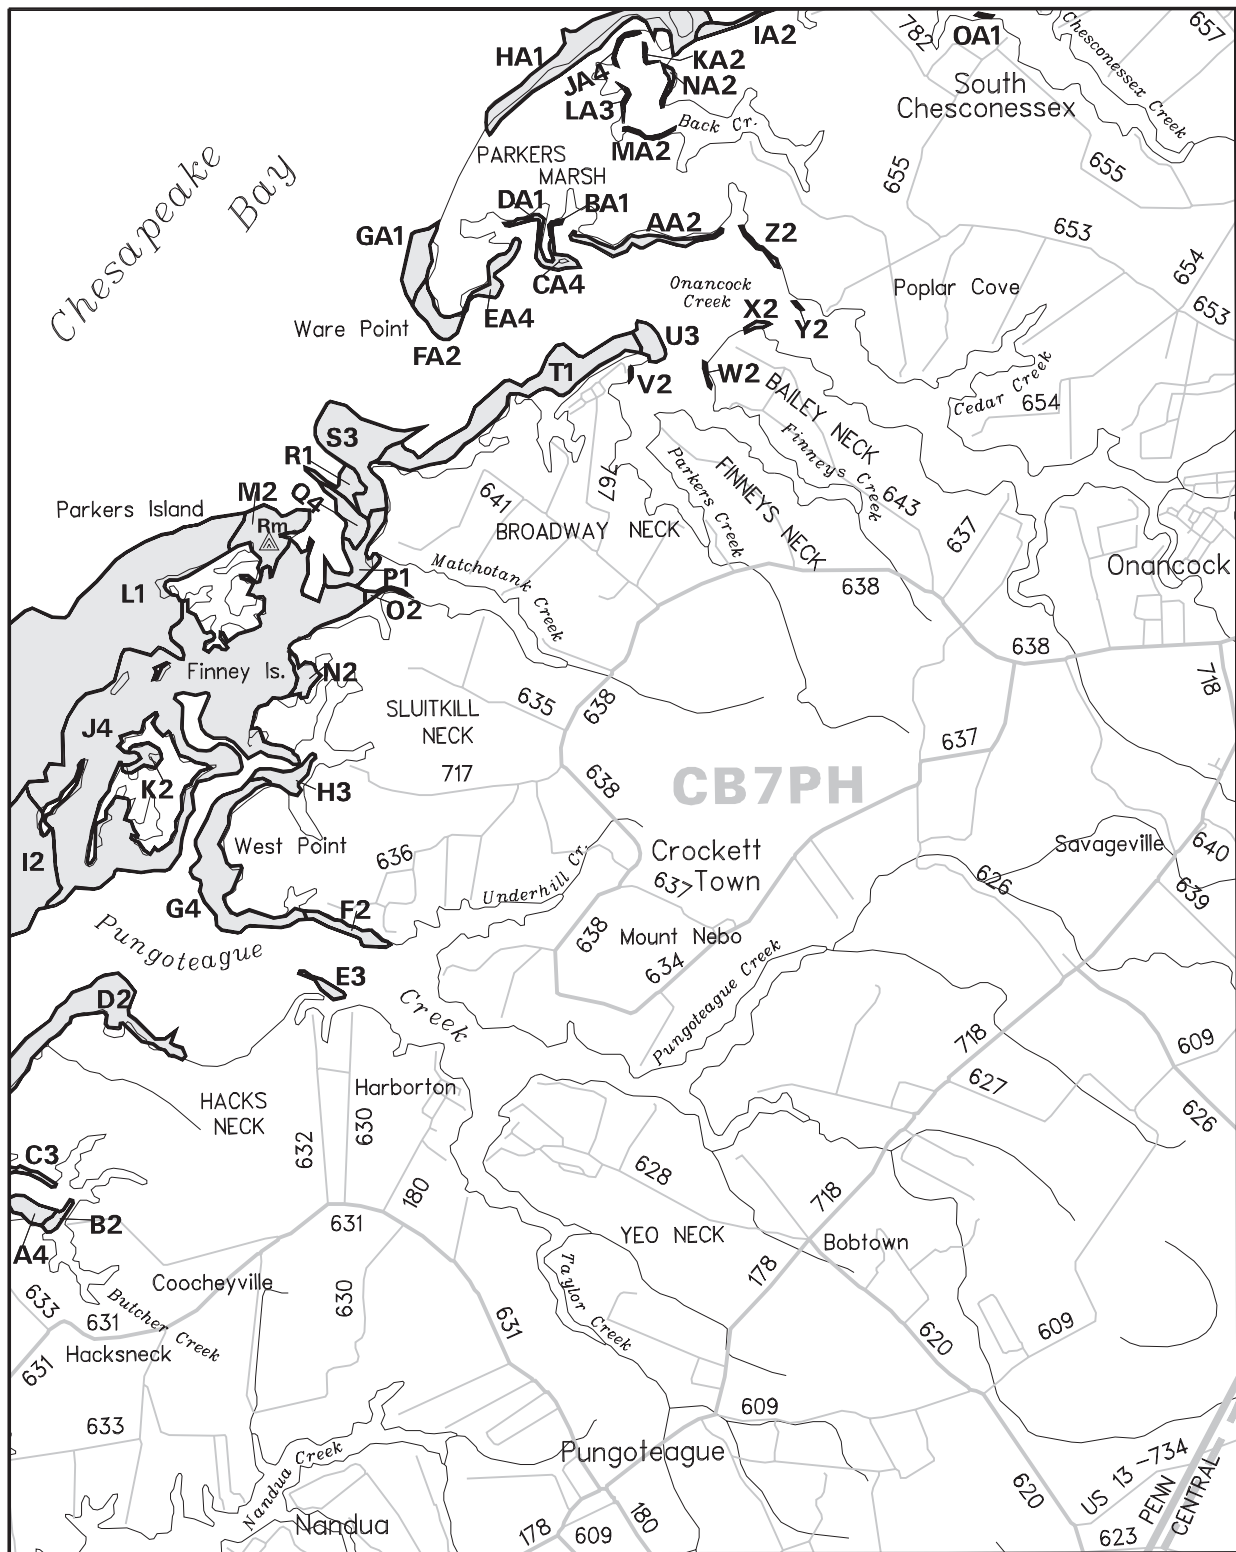 IA2
OA1
782
657
Chesconessex Creek
HA1
KA2
JA4
NA2
LA3
South
Chesconessex
Back Cr.
MA2
PARKERS
MARSH
655
655
Chesapeake
Bay
DA1
BA1
AA2
GA1
Z2
653
654
CA4
Onancock
Creek
Poplar Cove
653
EA4
X2
Y2
Ware Point
FA2
U3
T1
V2
W2
BAILEY NECK
Cedar Creek
654
S3
R1
Finneys Creek
M2
Q4
767
Parkers Creek
FINNEYS NECK
641
643
637
Parkers Island
Rm
BROADWAY NECK
Matchotank Creek
Onancock
L1
P1
O2
638
638
Finney Is.
N2
635
638
718
J4
SLUITKILL
NECK
637
717
638
CB7PH
K2
H3
I2
West Point
636
Crockett
Town
637
Savageville
640
626
639
Underhill Cr.
G4
F2
638
Mount Nebo
634
Pungoteague
Creek
Pungoteague Creek
E3
D2
718
609
627
HACKS
NECK
Harborton
632
630
626
C3
628
180
718
B2
A4
631
YEO NECK
Bobtown
178
Coocheyville
630
Taylor Creek
633
631
Butcher Creek
631
620
609
631
Hacksneck
633
609
Pungoteague
Nandua Creek
US 13 -734
PENN
CENTRAL
620
Nandua
178
609
180
623